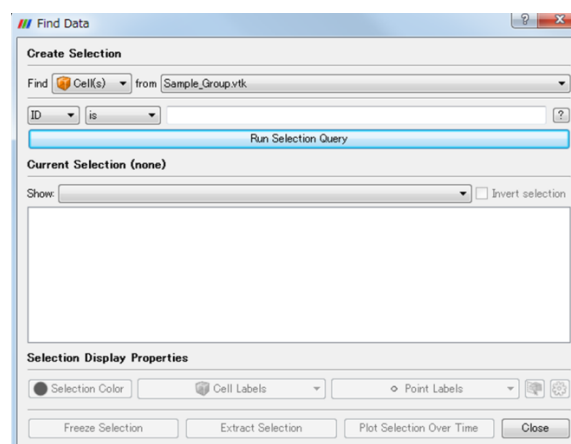 Find Data
Create Selection
Find Cell(s) from Sample_Group.vtk
ID is ?
Run Selection Query
Current Selection (none)
Show: Invert selection
Selection Display Properties
Selection Color Cell Labels Point Labels
Freeze Selection Extract Selection Plot Selection Over Time Close